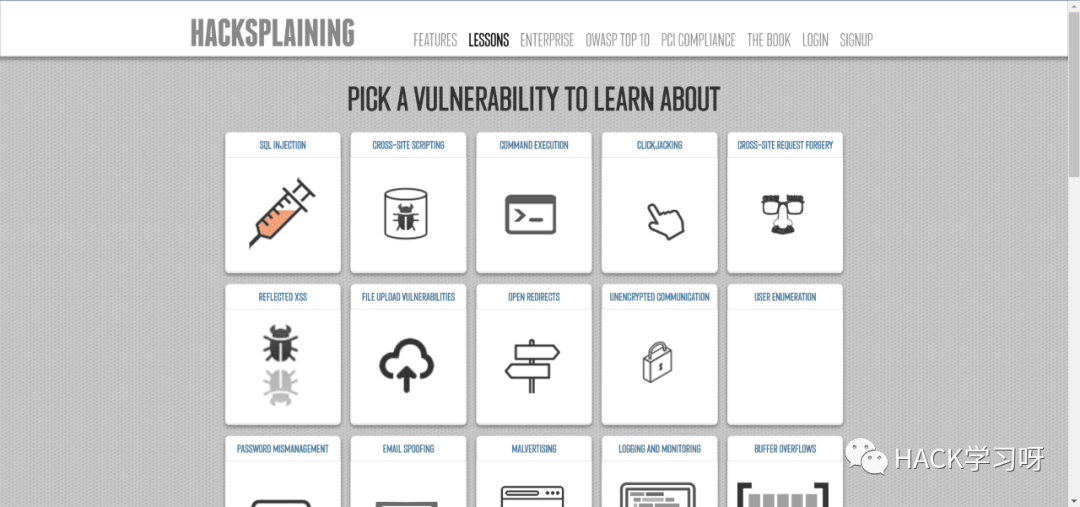 HACKSPLAINING
FEATURES LESSONS ENTERPRISE OWASP TOP 10 PCI COMPLIANCE THE BOOK LOGIN SIGNUP
PICK A VULNERABILITY TO LEARN ABOUT
SQL INJECTION CROSS-SITE SCRIPTING COMMAND EXECUTION CLICKJACKING CROSS-SITE REQUEST FORGERY
REFLECTED XSS FILE UPLOAD VULNERABILITIES OPEN REDIRECTS UNENCRYPTED COMMUNICATION USER ENUMERATION
PASSWORD MISMANAGEMENT EMAIL SPOOFING MALVERTISING LOGGING AND MONITORING BUFFER OVERFLOWS
HACK学习呀